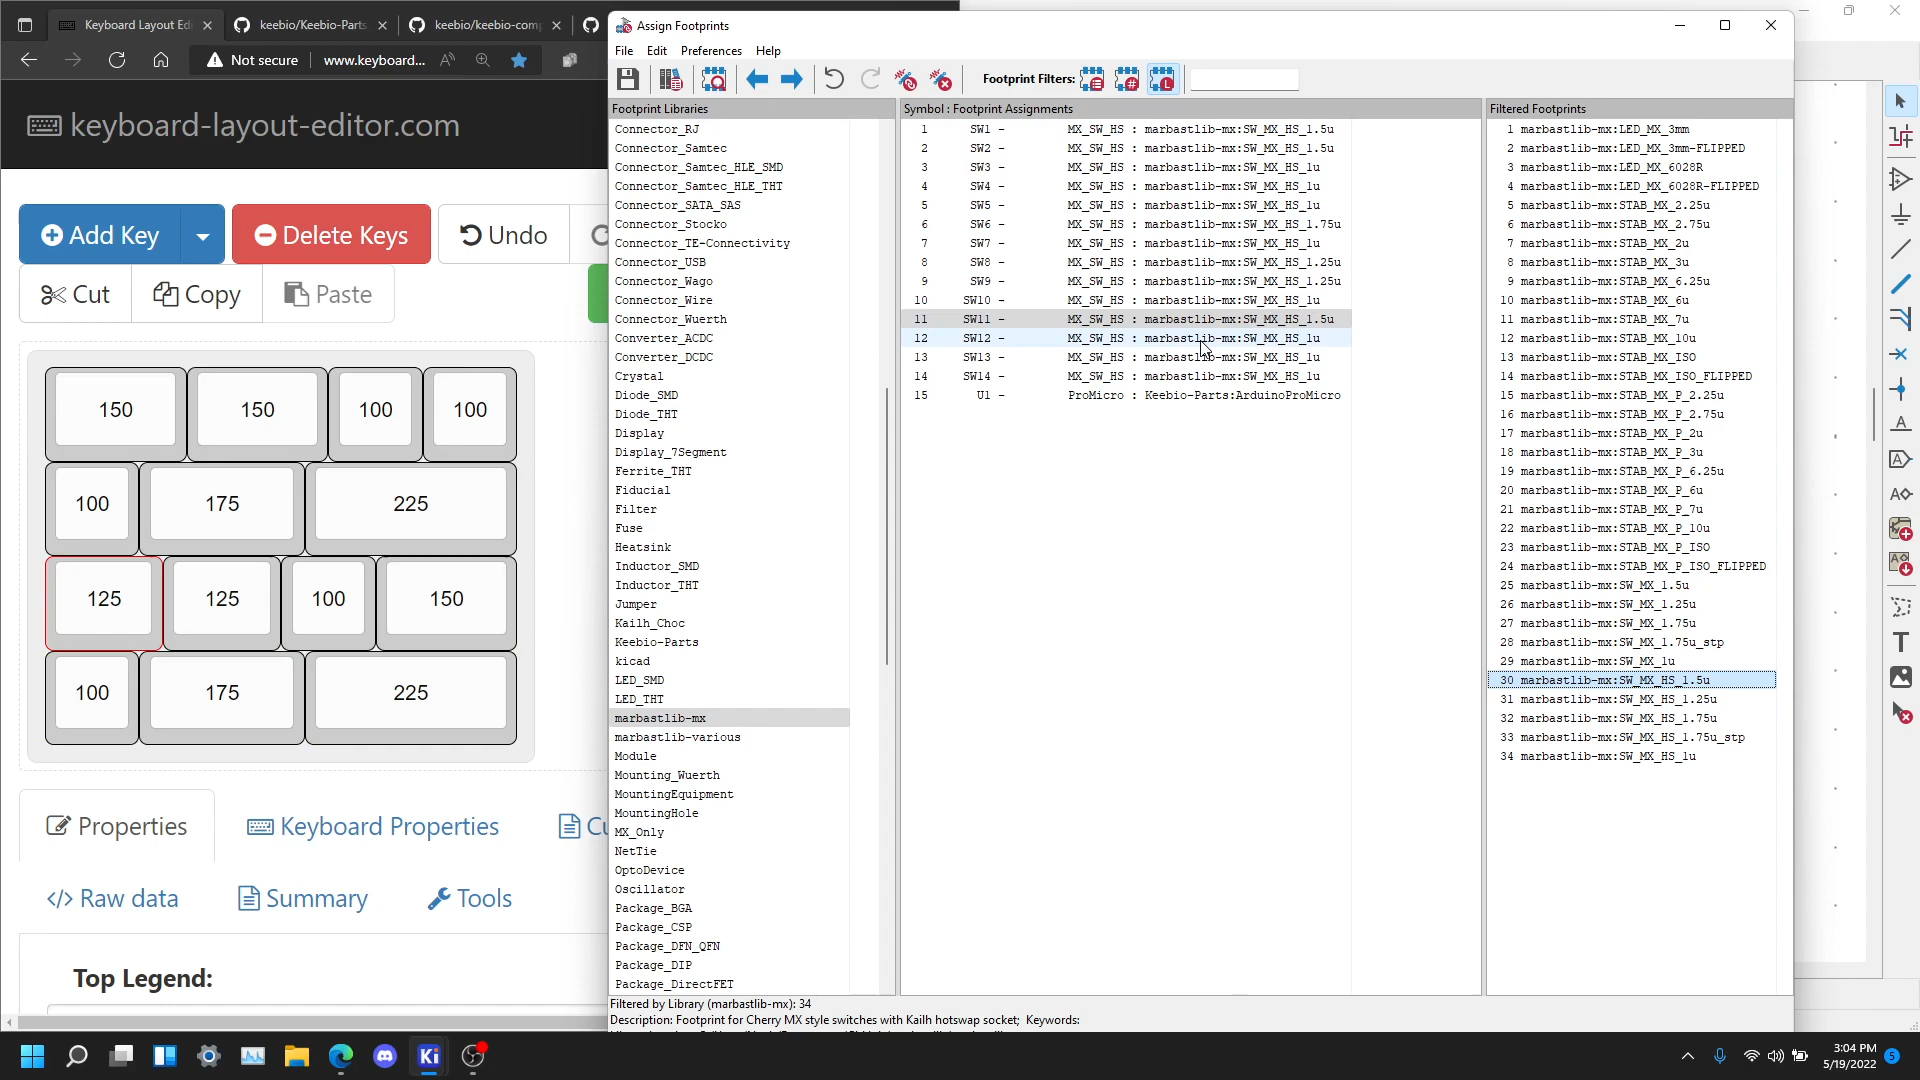 Keyboard Layout Edi
keebio/Keebio-Parts
keebio/keebio-comp
Not secure
www.keyboard...
keyboard-layout-editor.com
Add Key
Delete Keys
Undo
Cut
Copy
Paste
150
150
100
100
100
175
225
125
125
100
150
100
175
225
Properties
Keyboard Properties
Cu
</> Raw data
Summary
Tools
Top Legend:
Assign Footprints
File
Edit
Preferences
Help
Footprint Filters:
Footprint Libraries
Connector_RJ
Connector_Samtec
Connector_Samtec_HLE_SMD
Connector_Samtec_HLE_THT
Connector_SATA_SAS
Connector_Stocko
Connector_TE-Connectivity
Connector_USB
Connector_Wago
Connector_Wire
Connector_Wuerth
Converter_ACDC
Converter_DCDC
Crystal
Diode_SMD
Diode_THT
Display
Display_7Segment
Ferrite_THT
Fiducial
Filter
Fuse
Heatsink
Inductor_SMD
Inductor_THT
Jumper
Kailh_Choc
Keebio-Parts
kicad
LED_SMD
LED_THT
marbastlib-mx
marbastlib-various
Module
Mounting_Wuerth
MountingEquipment
MountingHole
MX_Only
NetTie
OptoDevice
Oscillator
Package_BGA
Package_CSP
Package_DFN_QFN
Package_DIP
Package_DirectFET
Symbol : Footprint Assignments
1 SW1 - MX_SW_HS : marbastlib-mx:SW_MX_HS_1.5u
2 SW2 - MX_SW_HS : marbastlib-mx:SW_MX_HS_1.5u
3 SW3 - MX_SW_HS : marbastlib-mx:SW_MX_HS_1u
4 SW4 - MX_SW_HS : marbastlib-mx:SW_MX_HS_1u
5 SW5 - MX_SW_HS : marbastlib-mx:SW_MX_HS_1u
6 SW6 - MX_SW_HS : marbastlib-mx:SW_MX_HS_1.75u
7 SW7 - MX_SW_HS : marbastlib-mx:SW_MX_HS_1u
8 SW8 - MX_SW_HS : marbastlib-mx:SW_MX_HS_1.25u
9 SW9 - MX_SW_HS : marbastlib-mx:SW_MX_HS_1.25u
10 SW10 - MX_SW_HS : marbastlib-mx:SW_MX_HS_1u
11 SW11 - MX_SW_HS : marbastlib-mx:SW_MX_HS_1.5u
12 SW12 - MX_SW_HS : marbastlib-mx:SW_MX_HS_1u
13 SW13 - MX_SW_HS : marbastlib-mx:SW_MX_HS_1u
14 SW14 - MX_SW_HS : marbastlib-mx:SW_MX_HS_1u
15 U1 - ProMicro : Keebio-Parts:ArduinoProMicro
Filtered Footprints
1 marbastlib-mx:LED_MX_3mm
2 marbastlib-mx:LED_MX_3mm-FLIPPED
3 marbastlib-mx:LED_MX_6028R
4 marbastlib-mx:LED_MX_6028R-FLIPPED
5 marbastlib-mx:STAB_MX_2.25u
6 marbastlib-mx:STAB_MX_2.75u
7 marbastlib-mx:STAB_MX_2u
8 marbastlib-mx:STAB_MX_3u
9 marbastlib-mx:STAB_MX_6.25u
10 marbastlib-mx:STAB_MX_6u
11 marbastlib-mx:STAB_MX_7u
12 marbastlib-mx:STAB_MX_10u
13 marbastlib-mx:STAB_MX_ISO
14 marbastlib-mx:STAB_MX_ISO_FLIPPED
15 marbastlib-mx:STAB_MX_P_2.25u
16 marbastlib-mx:STAB_MX_P_2.75u
17 marbastlib-mx:STAB_MX_P_2u
18 marbastlib-mx:STAB_MX_P_3u
19 marbastlib-mx:STAB_MX_P_6.25u
20 marbastlib-mx:STAB_MX_P_6u
21 marbastlib-mx:STAB_MX_P_7u
22 marbastlib-mx:STAB_MX_P_10u
23 marbastlib-mx:STAB_MX_P_ISO
24 marbastlib-mx:STAB_MX_P_ISO_FLIPPED
25 marbastlib-mx:SW_MX_1.5u
26 marbastlib-mx:SW_MX_1.25u
27 marbastlib-mx:SW_MX_1.75u
28 marbastlib-mx:SW_MX_1.75u_stp
29 marbastlib-mx:SW_MX_1u
30 marbastlib-mx:SW_MX_HS_1.5u
31 marbastlib-mx:SW_MX_HS_1.25u
32 marbastlib-mx:SW_MX_HS_1.75u
33 marbastlib-mx:SW_MX_HS_1.75u_stp
34 marbastlib-mx:SW_MX_HS_1u
Filtered by Library (marbastlib-mx): 34
Description: Footprint for Cherry MX style switches with Kailh hotswap socket; Keywords:
Ki
3:04 PM
5/19/2022
5